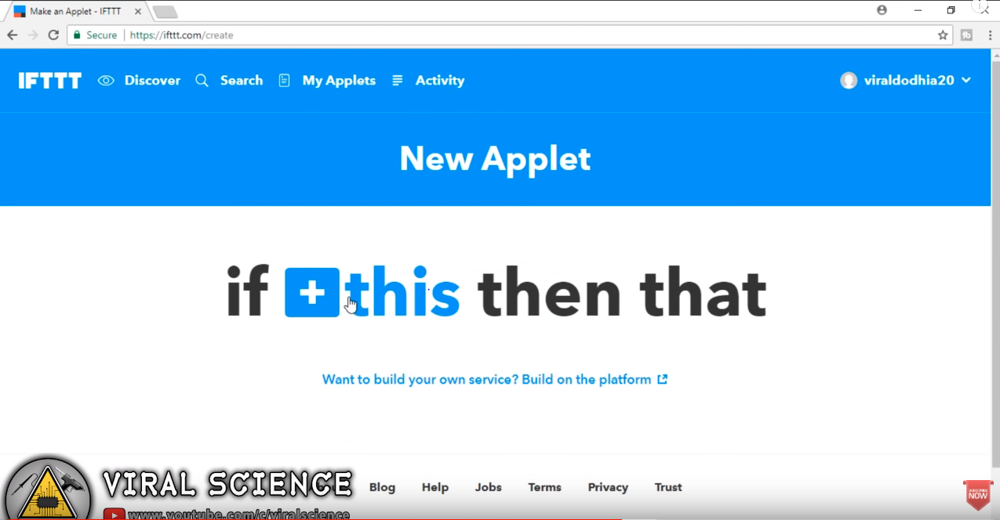 Make an Applet - IFTTT
Secure https://ifttt.com/create
IFTTT Discover Search My Applets Activity viraldodhia20
New Applet
if this then that
Want to build your own service? Build on the platform
VIRAL SCIENCE Blog Help Jobs Terms Privacy Trust
SUBSCRIBE
NOW
www.youtube.com/c/viralscience